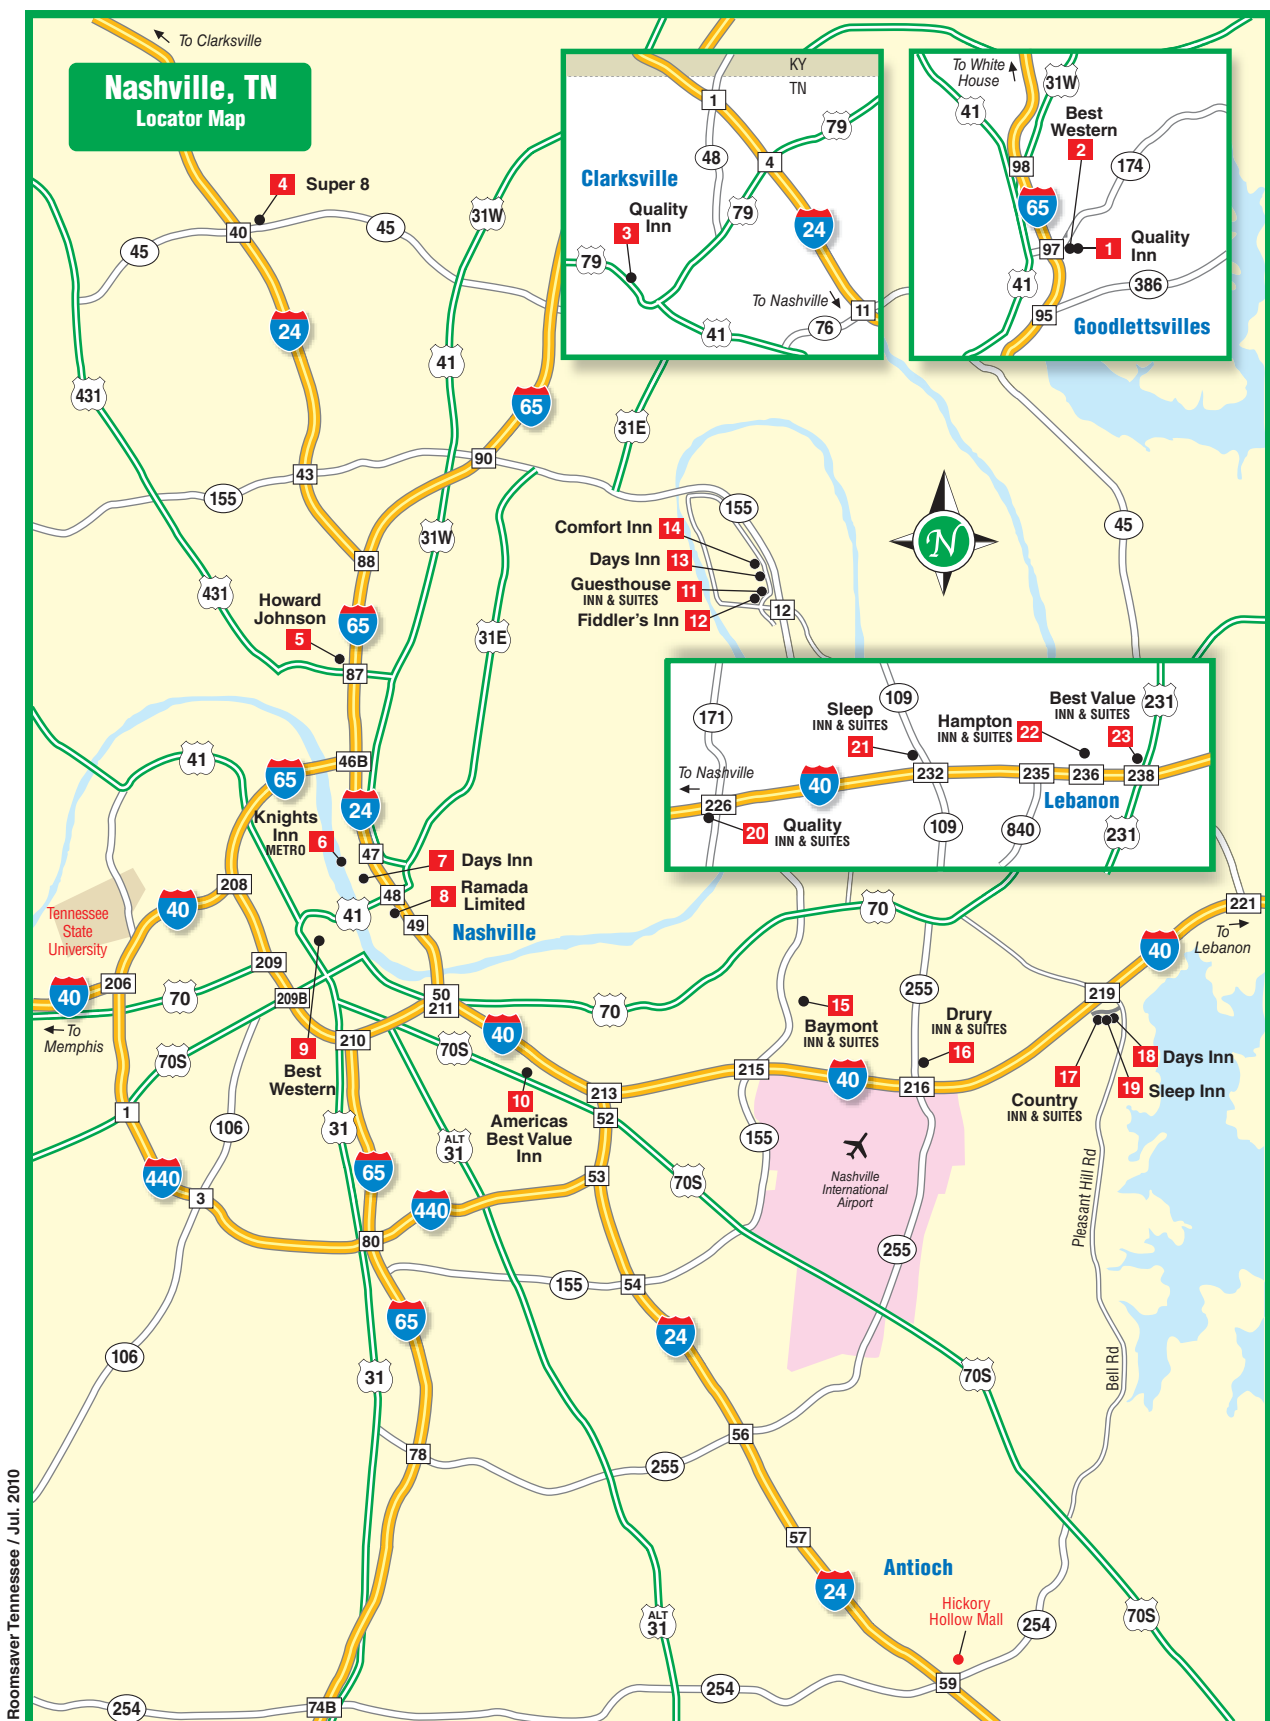 To Clarksville
Nashville, TN
Locator Map
4 Super 8
40
45
45
31W
24
41
431
65
31E
43
90
155
155
31W
88
431
Howard
Johnson
5
65
87
31E
Comfort Inn 14
Days Inn 13
Guesthouse 11
INN & SUITES
Fiddler's Inn 12
12
N
45
KY
TN
1
79
48
4
Clarksville
79
Quality
Inn
3
24
79
To Nashville
11
76
41
To White
House
31W
41
Best
Western
2
98
174
65
97
1 Quality
Inn
41
386
95
Goodlettsvilles
109
171
Sleep
INN & SUITES
21
Hampton
INN & SUITES
22
Best Value
INN & SUITES
23
231
To Nashville
40
232
235
236
238
226
Lebanon
20 Quality
INN & SUITES
109
840
231
41
65
46B
24
Knights
Inn
METRO
6
47
7 Days Inn
8 Ramada
Limited
48
49
41
Nashville
208
40
Tennessee
State
University
70
221
To
Lebanon
40
209
206
40
70
209B
50
211
70
255
219
To
Memphis
15
Baymont
INN & SUITES
Drury
INN & SUITES
16
40
210
70S
70S
9
Best
Western
10
Americas
Best Value
Inn
213
215
40
216
17
Country
INN & SUITES
18 Days Inn
19 Sleep Inn
1
52
106
31
ALT
31
155
Nashville
International
Airport
Pleasant Hill Rd
440
65
53
70S
3
440
80
255
155
54
65
24
106
31
70S
Bell Rd
78
56
255
57
Antioch
24
Hickory
Hollow Mall
ALT
31
254
70S
59
254
254
74B
Roomsaver Tennessee / Jul. 2010